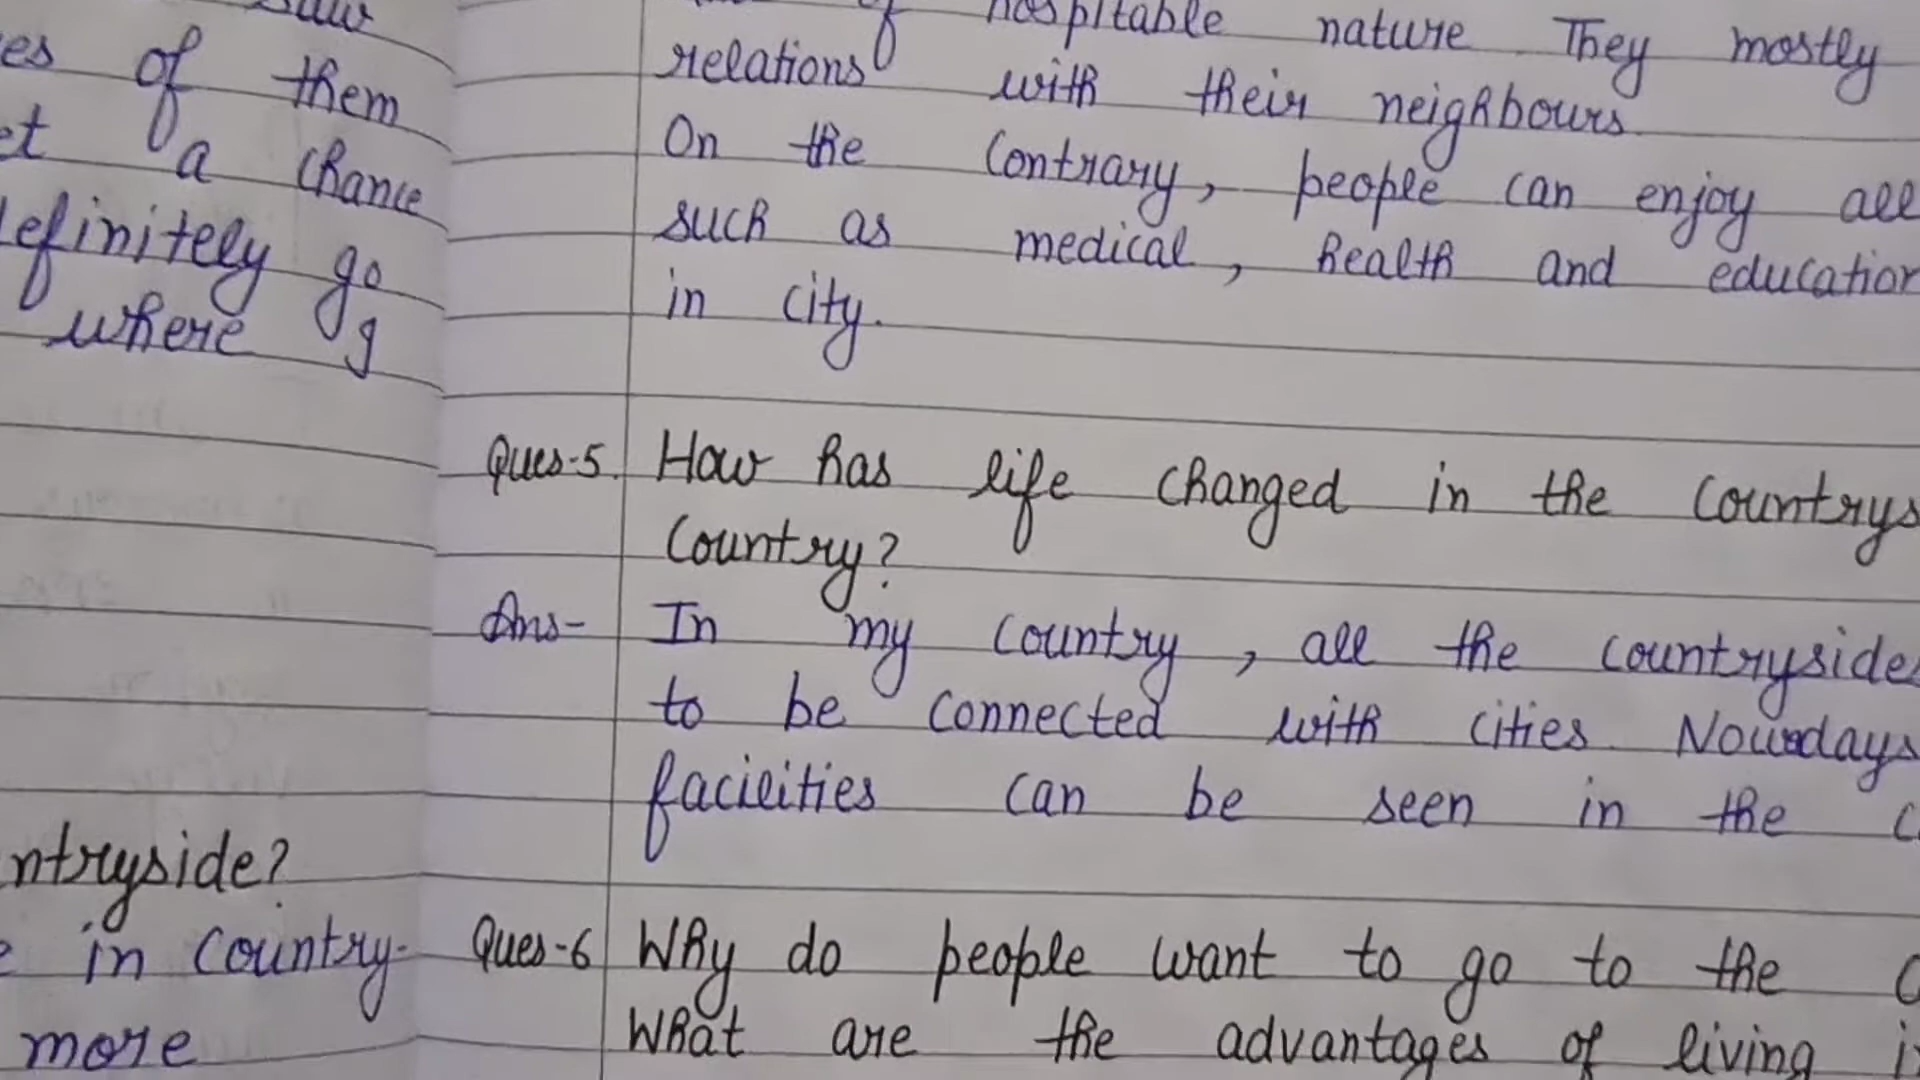 es of them
a chance
definitely go
where
ntryside?
in country-
more
hospitable nature They mostly
relations with their neighbours.
On the Contrary, people can enjoy all
such as medical, health and education
in city.
Ques-5. How has life changed in the Countrys
Country?
Ans- In my country, all the countryside
to be connected with cities. Nowadays
facilities can be seen in the c
Ques-6 Why do people want to go to the
What are the advantages of living i